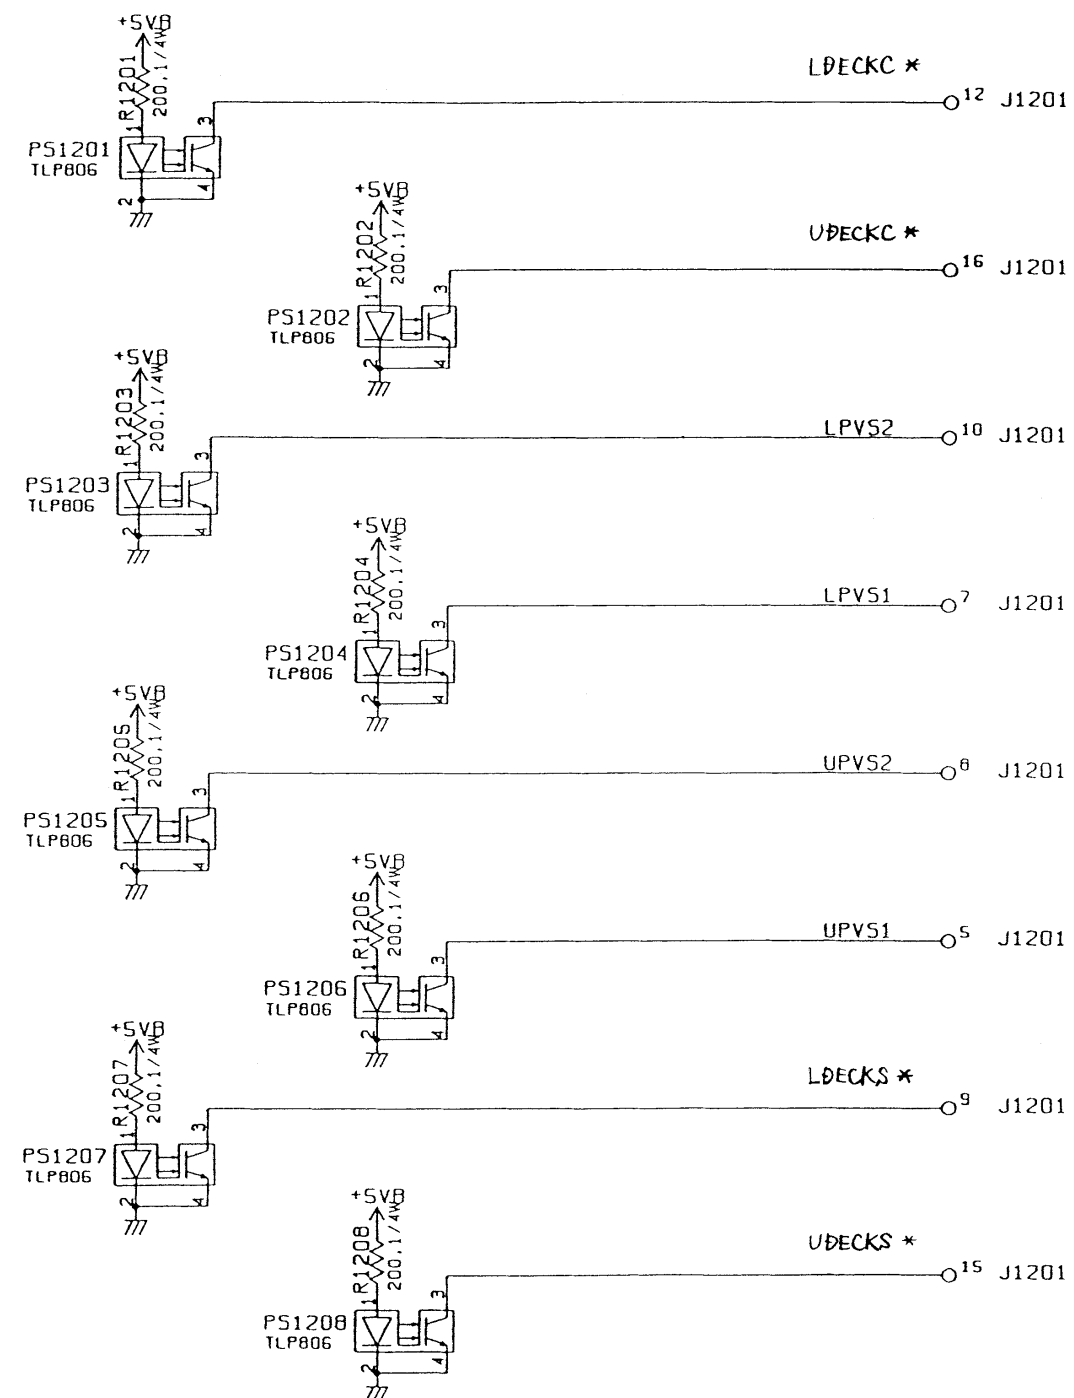 +5VB
R1201
200,1/4W
LDECKC *
12 J1201
1
3
PS1201
TLP806
2
4
+5VB
R1202
200,1/4W
UDECKC *
16 J1201
1
3
PS1202
TLP806
2
4
+5VB
R1203
200,1/4W
LPVS2
10 J1201
1
3
PS1203
TLP806
2
4
+5VB
R1204
200,1/4W
LPVS1
7 J1201
1
3
PS1204
TLP806
2
4
+5VB
R1205
200,1/4W
UPVS2
8 J1201
1
3
PS1205
TLP806
2
4
+5VB
R1206
200,1/4W
UPVS1
5 J1201
1
3
PS1206
TLP806
2
4
+5VB
R1207
200,1/4W
LDECKS *
9 J1201
1
3
PS1207
TLP806
2
4
+5VB
R1208
200,1/4W
UDECKS *
15 J1201
1
3
PS1208
TLP806
2
4